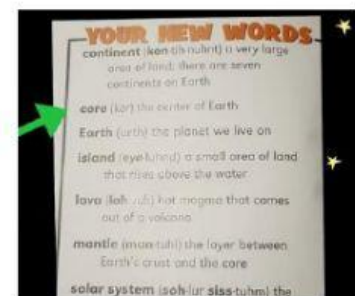 YOUR NEW WORDS
continent (kon-tih-nuhnt) a very large
area of land; there are seven
continents on Earth
core (kor) the center of Earth
Earth (urth) the planet we live on
island (eye-luhnd) a small area of land
that rises above the water
lava (lah-vuh) hot magma that comes
out of a volcano
mantle (man-tuhl) the layer between
Earth's crust and the core
solar system (soh-lur siss-tuhm) the